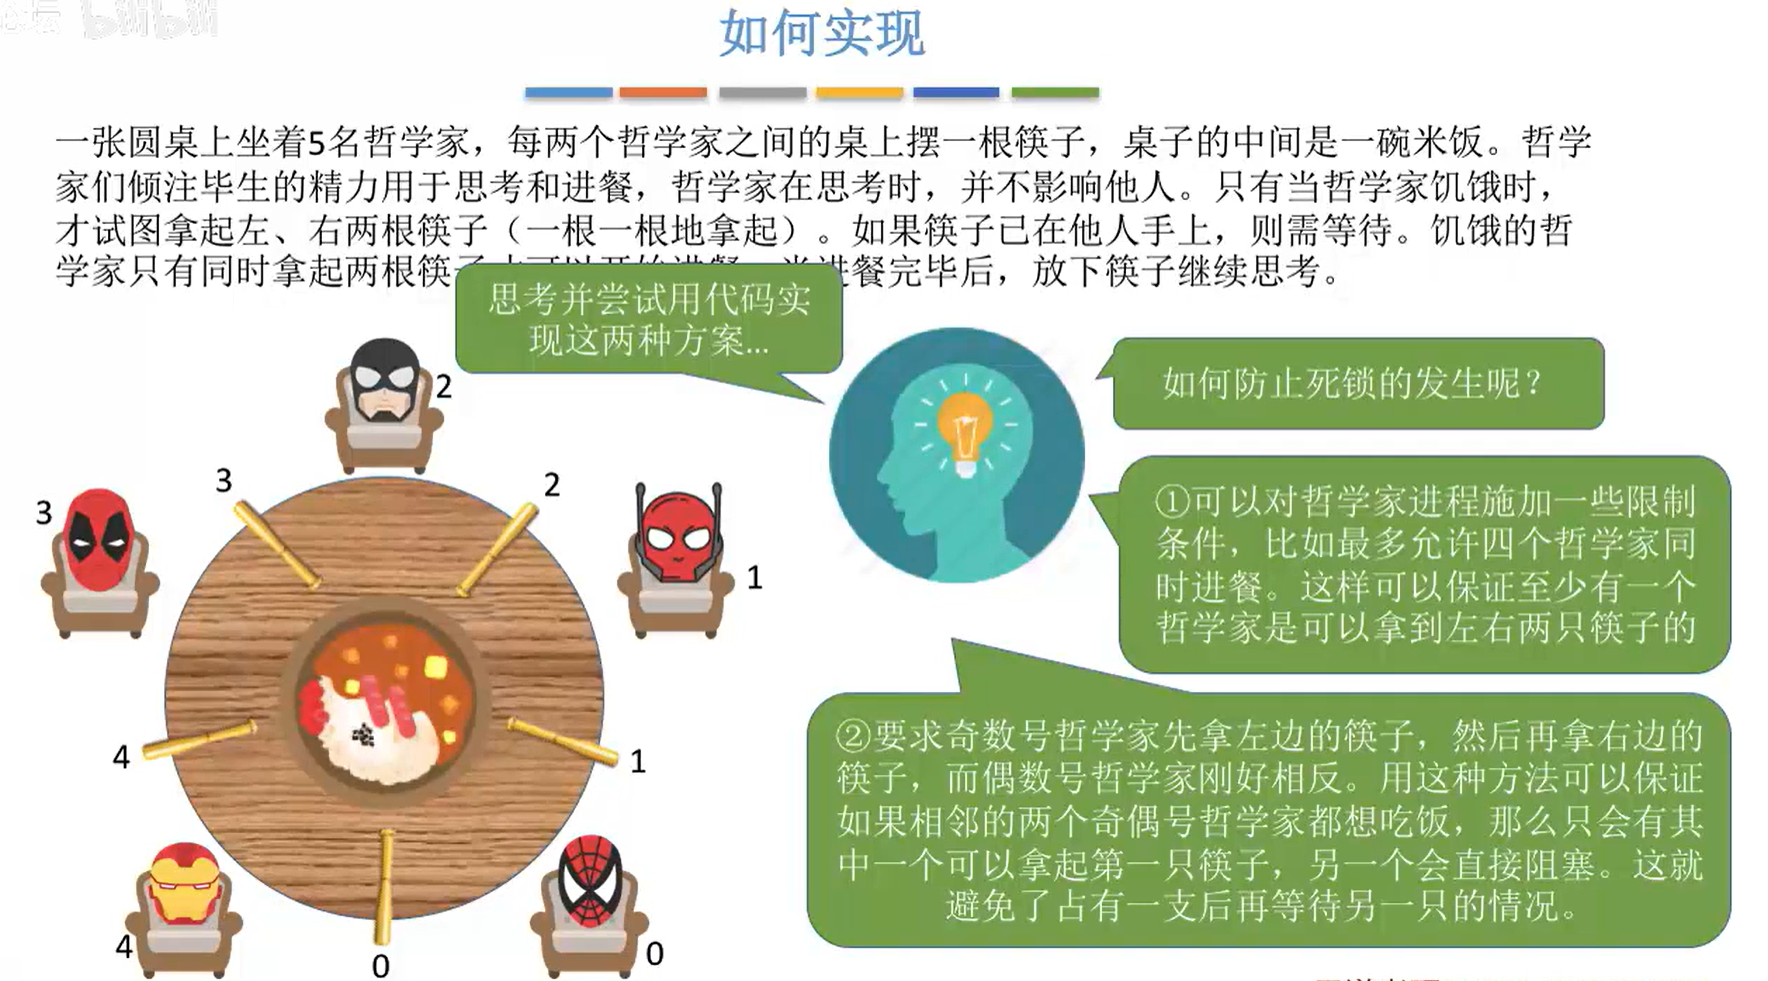 bilibili
如何实现
一张圆桌上坐着5名哲学家，每两个哲学家之间的桌上摆一根筷子，桌子的中间是一碗米饭。哲学
家们倾注毕生的精力用于思考和进餐，哲学家在思考时，并不影响他人。只有当哲学家饥饿时，
才试图拿起左、右两根筷子（一根一根地拿起）。如果筷子已在他人手上，则需等待。饥饿的哲
学家只有同时拿起两根筷 进餐完毕后，放下筷子继续思考。
思考并尝试用代码实
现这两种方案...
如何防止死锁的发生呢？
①可以对哲学家进程施加一些限制
条件，比如最多允许四个哲学家同
时进餐。这样可以保证至少有一个
哲学家是可以拿到左右两只筷子的
②要求奇数号哲学家先拿左边的筷子，然后再拿右边的
筷子，而偶数号哲学家刚好相反。用这种方法可以保证
如果相邻的两个奇偶号哲学家都想吃饭，那么只会有其
中一个可以拿起第一只筷子，另一个会直接阻塞。这就
避免了占有一支后再等待另一只的情况。
2
3
2
3
1
4
1
4
0
0